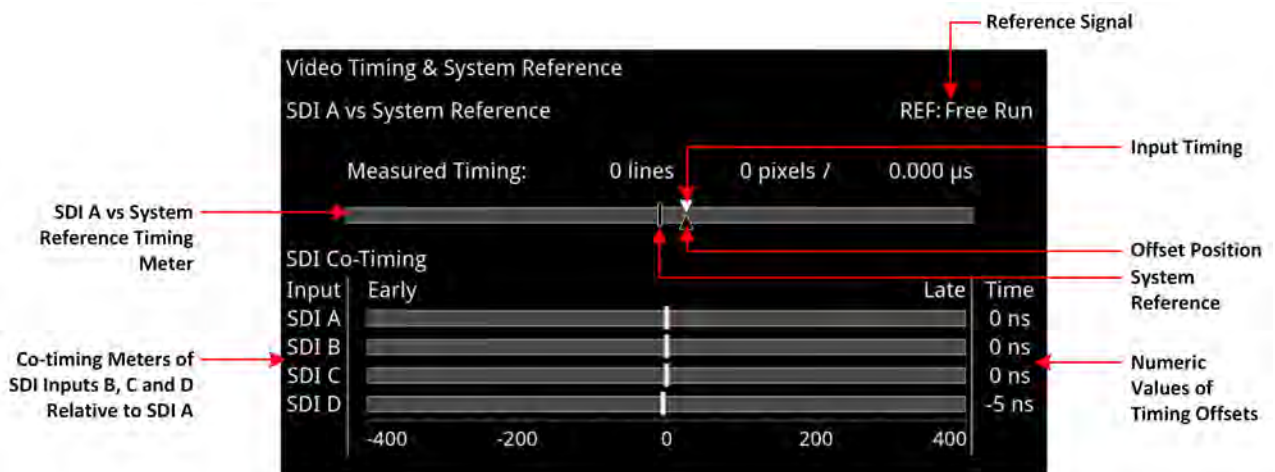 Reference Signal
Video Timing & System Reference
SDI A vs System Reference REF: Free Run
Input Timing
Measured Timing: 0 lines 0 pixels / 0.000 µs
SDI A vs System
Reference Timing
Meter
Offset Position
System
Reference
SDI Co-Timing
Input Early Late Time
SDI A 0 ns
SDI B 0 ns
SDI C 0 ns
SDI D -5 ns
-400 -200 0 200 400
Co-timing Meters of
SDI Inputs B, C and D
Relative to SDI A
Numeric
Values of
Timing Offsets